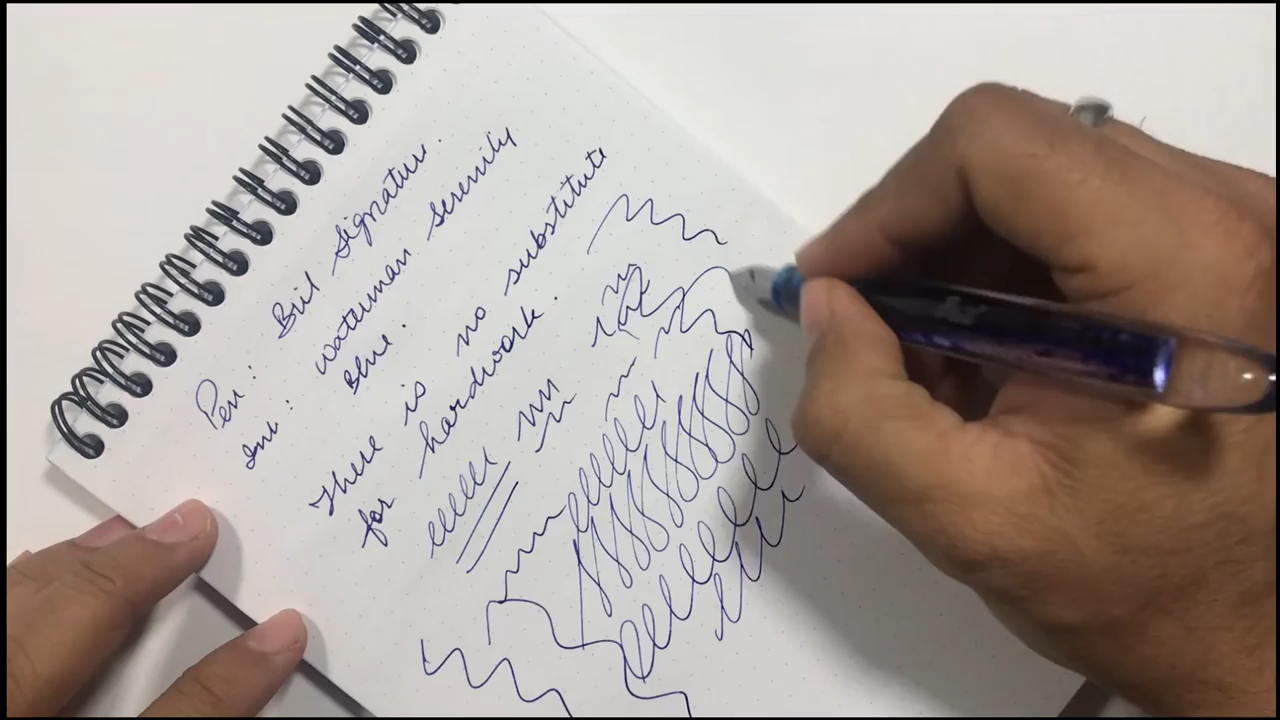 Pen: Bril Signature.
Ink: Waterman Serenity
Blue.
There is no substitute
for hardwork.